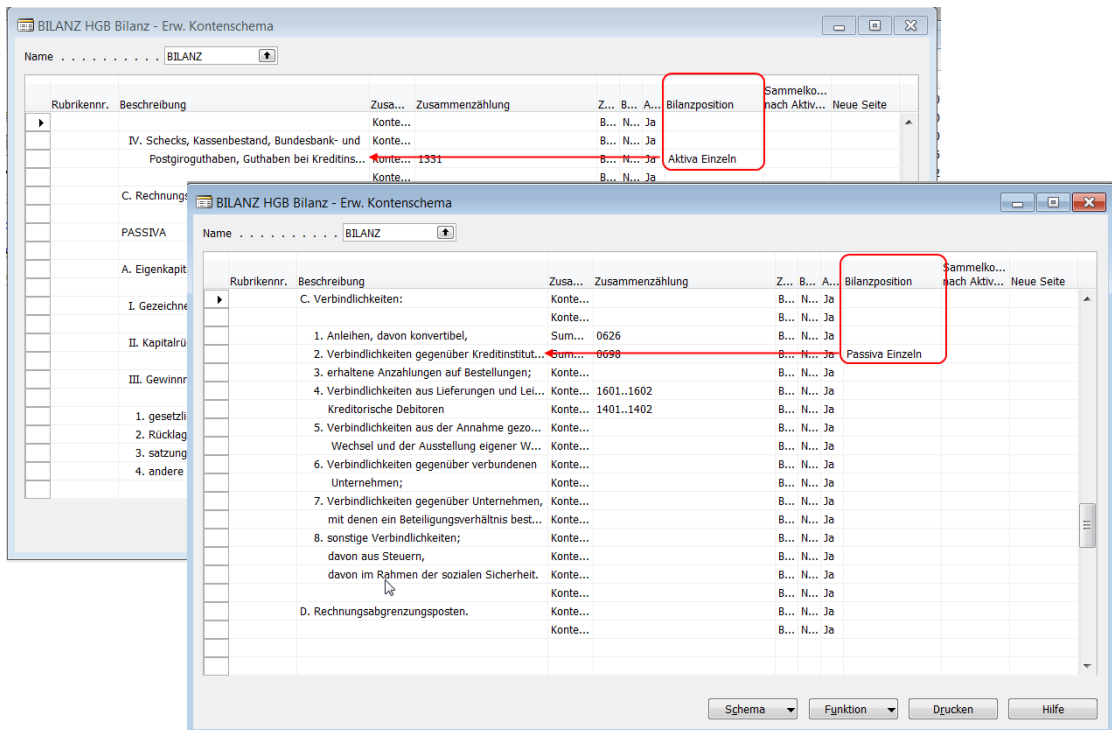 BILANZ HGB Bilanz - Erw. Kontenschema
Name . . . . . . . . . . BILANZ
Rubrikennr. Beschreibung Zusa... Zusammenzählung Z... B... A... Bilanzposition Sammelko... nach Aktiv... Neue Seite
Konte... B... N... Ja
IV. Schecks, Kassenbestand, Bundesbank- und Konte... B... N... Ja
Postgiroguthaben, Guthaben bei Kreditins... Konte... 1331 B... N... Ja Aktiva Einzeln
Konte... B... N... Ja
C. Rechnungs
PASSIVA
A. Eigenkapit
I. Gezeichne
II. Kapitalrü
III. Gewinnr
1. gesetzli
2. Rücklag
3. satzung
4. andere
BILANZ HGB Bilanz - Erw. Kontenschema
Name . . . . . . . . . . BILANZ
Rubrikennr. Beschreibung Zusa... Zusammenzählung Z... B... A... Bilanzposition Sammelko... nach Aktiv... Neue Seite
C. Verbindlichkeiten: Konte... B... N... Ja
Konte... B... N... Ja
1. Anleihen, davon konvertibel, Sum... 0626 B... N... Ja
2. Verbindlichkeiten gegenüber Kreditinstitut... Sum... 0698 B... N... Ja Passiva Einzeln
3. erhaltene Anzahlungen auf Bestellungen; Konte... B... N... Ja
4. Verbindlichkeiten aus Lieferungen und Lei... Konte... 1601..1602 B... N... Ja
Kreditorische Debitoren Konte... 1401..1402 B... N... Ja
5. Verbindlichkeiten aus der Annahme gezo... Konte... B... N... Ja
Wechsel und der Ausstellung eigener W... Konte... B... N... Ja
6. Verbindlichkeiten gegenüber verbundenen Konte... B... N... Ja
Unternehmen; Konte... B... N... Ja
7. Verbindlichkeiten gegenüber Unternehmen, Konte... B... N... Ja
mit denen ein Beteiligungsverhältnis best... Konte... B... N... Ja
8. sonstige Verbindlichkeiten; Konte... B... N... Ja
davon aus Steuern, Konte... B... N... Ja
davon im Rahmen der sozialen Sicherheit. Konte... B... N... Ja
Konte... B... N... Ja
D. Rechnungsabgrenzungsposten. Konte... B... N... Ja
Konte... B... N... Ja
Schema Funktion Drucken Hilfe